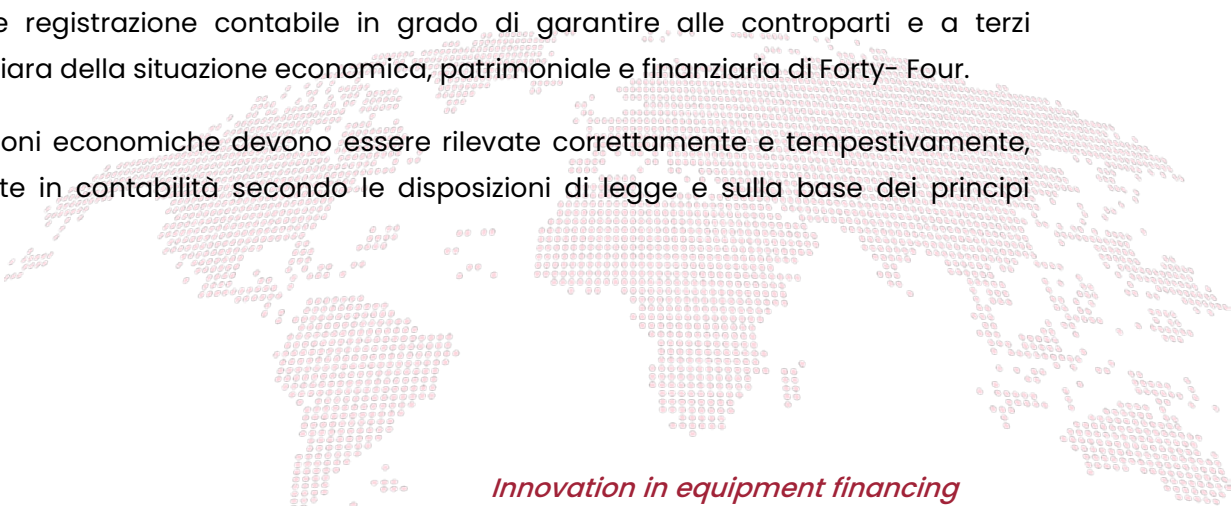 e registrazione contabile in grado di garantire alle controparti e a terzi
iara della situazione economica, patrimoniale e finanziaria di Forty- Four.
oni economiche devono essere rilevate correttamente e tempestivamente,
te in contabilità secondo le disposizioni di legge e sulla base dei principi
Innovation in equipment financing